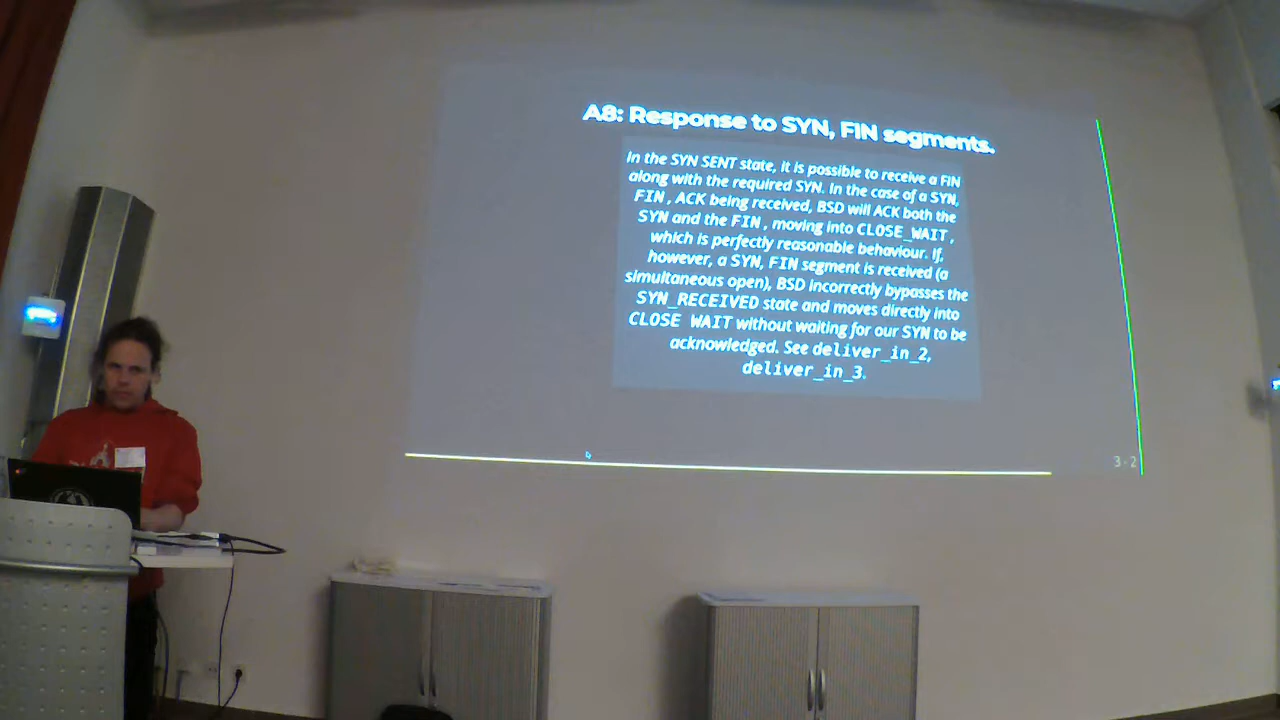 A8: Response to SYN, FIN segments.
In the SYN SENT state, it is possible to receive a FIN
along with the required SYN. In the case of a SYN,
FIN , ACK being received, BSD will ACK both the
SYN and the FIN , moving into CLOSE_WAIT ,
which is perfectly reasonable behaviour. If,
however, a SYN, FIN segment is received (a
simultaneous open), BSD incorrectly bypasses the
SYN_RECEIVED state and moves directly into
CLOSE WAIT without waiting for our SYN to be
acknowledged. See deliver_in_2,
deliver_in_3.
3 - 2